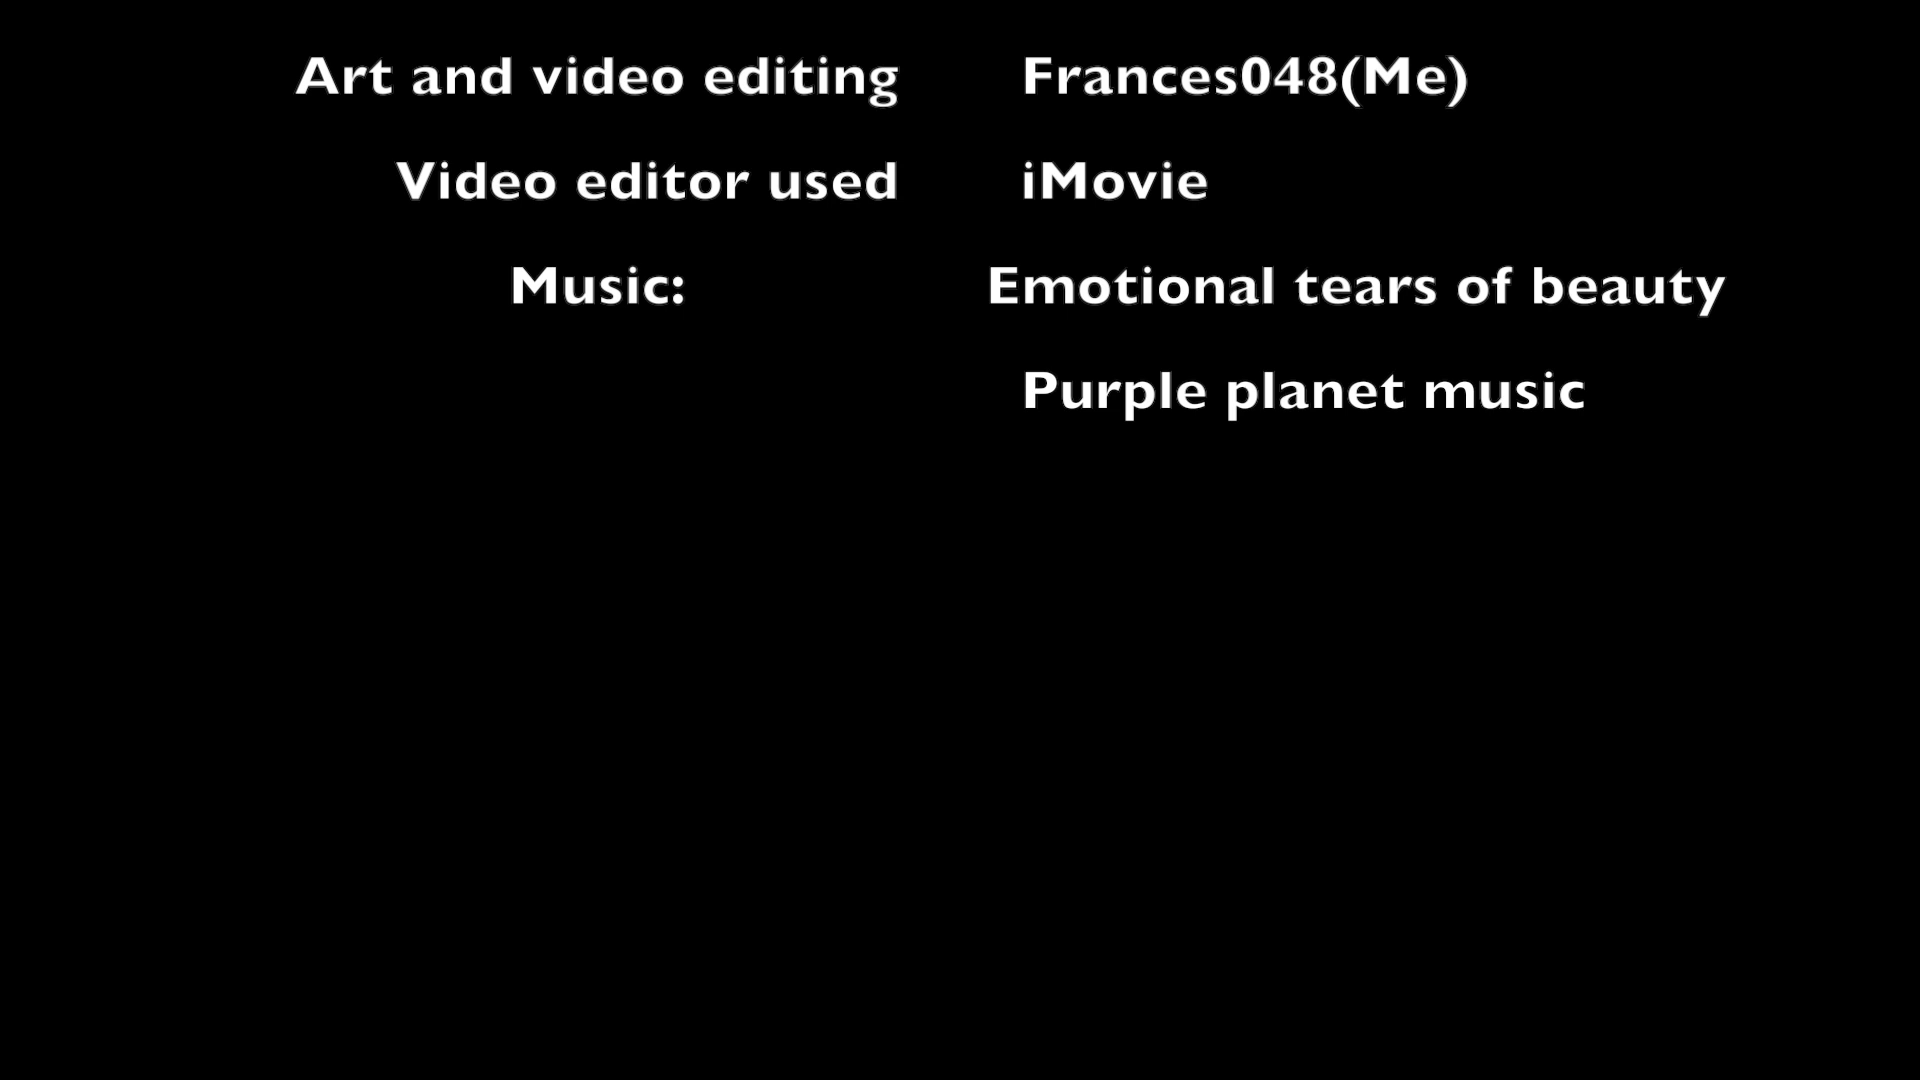 Art and video editing Frances048(Me)
Video editor used iMovie
Music: Emotional tears of beauty
Purple planet music